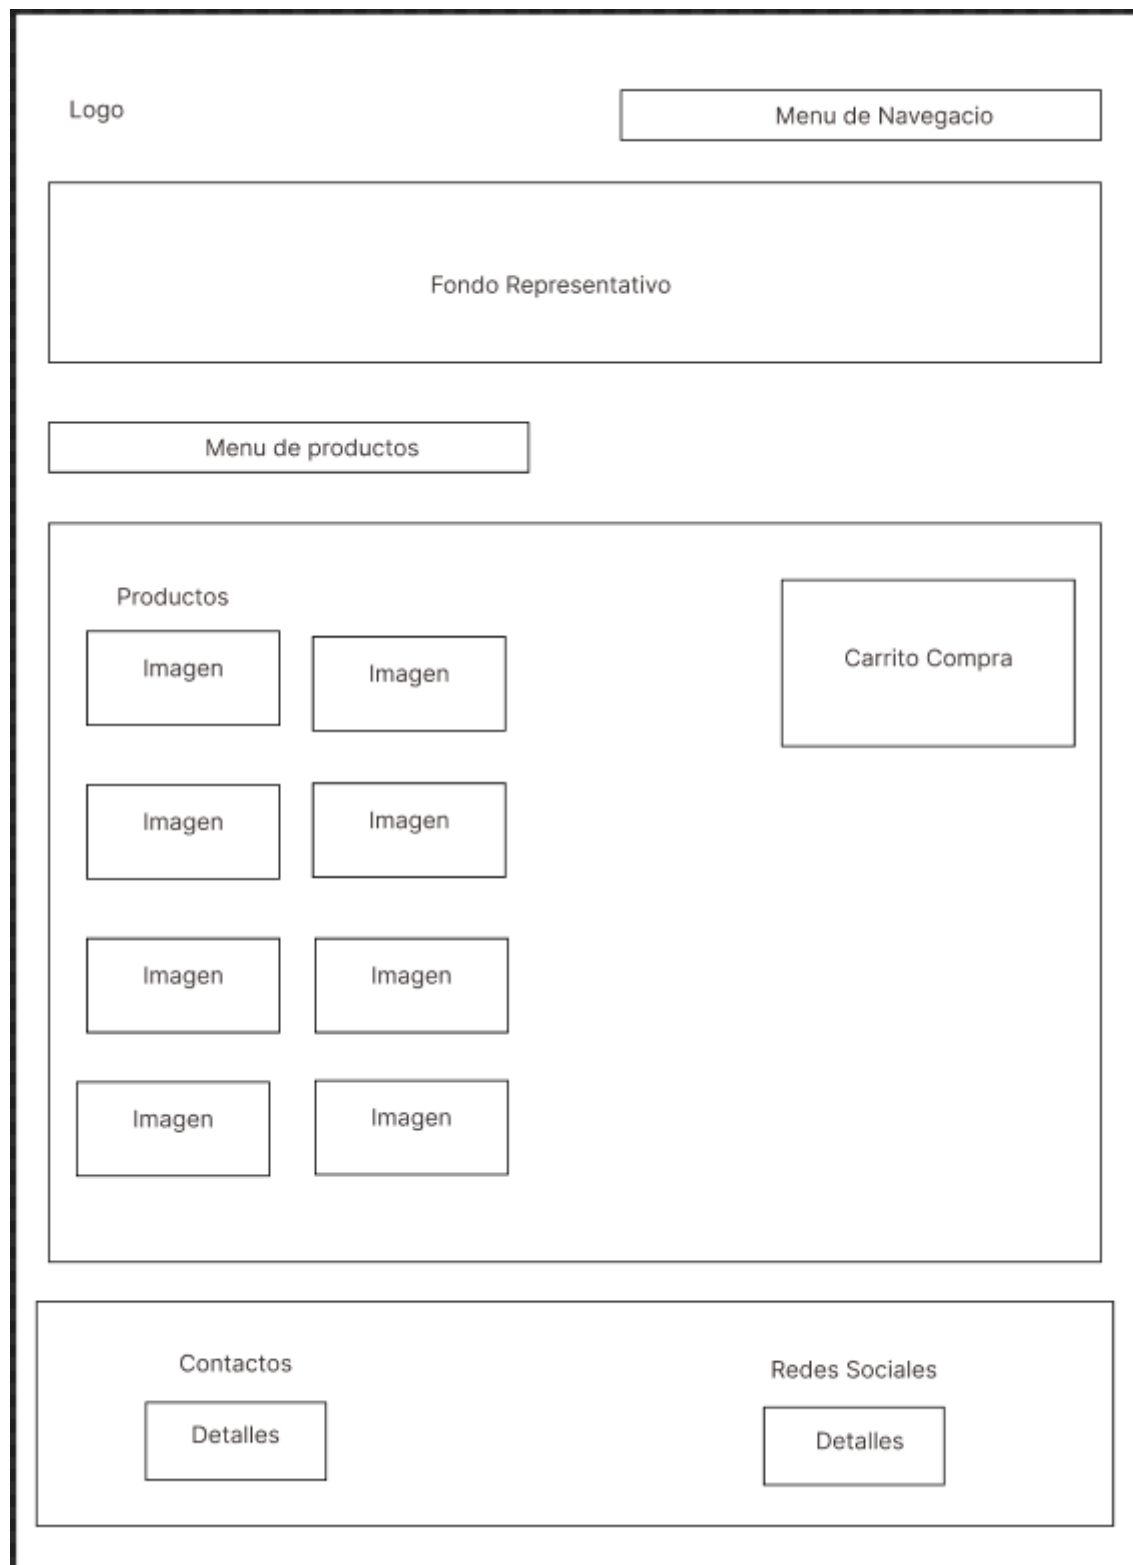 Logo
Menu de Navegacio
Fondo Representativo
Menu de productos
Productos
Carrito Compra
Imagen
Imagen
Imagen
Imagen
Imagen
Imagen
Imagen
Imagen
Contactos
Redes Sociales
Detalles
Detalles